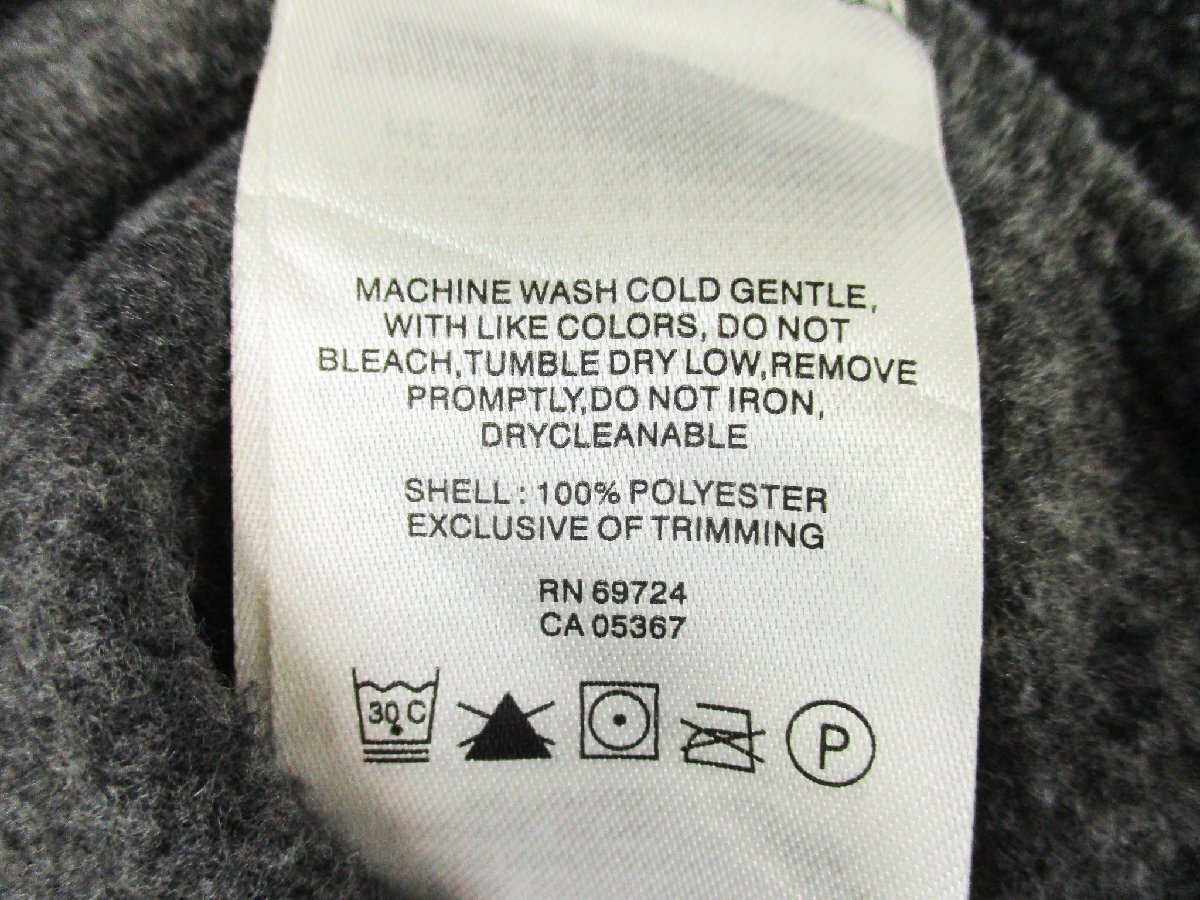 MACHINE WASH COLD GENTLE,
WITH LIKE COLORS, DO NOT
BLEACH,TUMBLE DRY LOW,REMOVE
PROMPTLY,DO NOT IRON,
DRYCLEANABLE
SHELL : 100% POLYESTER
EXCLUSIVE OF TRIMMING
RN 69724
CA 05367
30 C
P